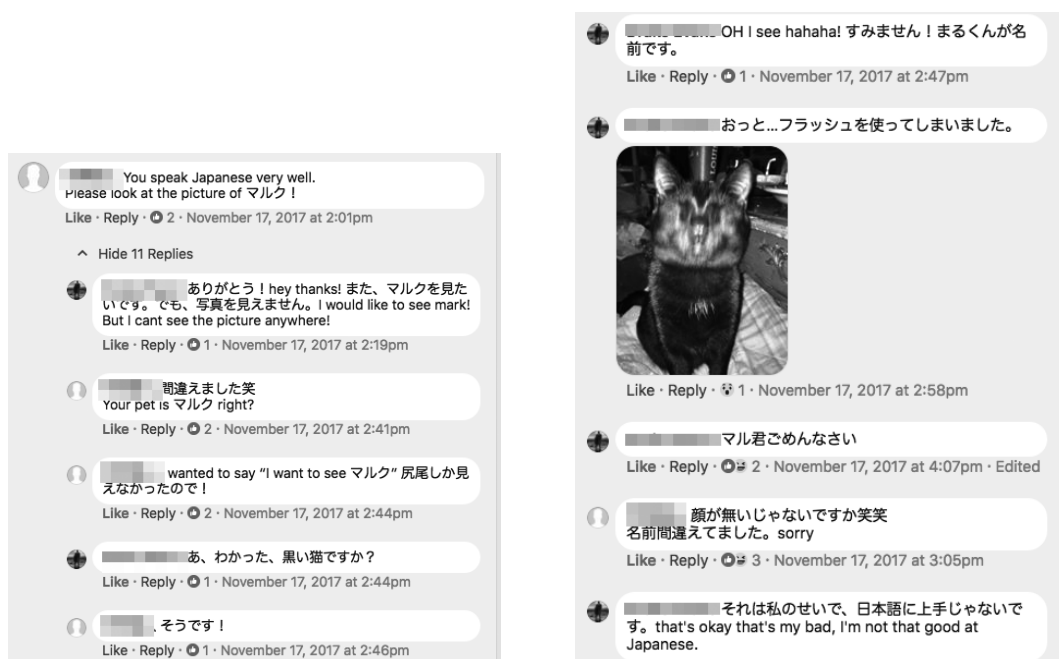 You speak Japanese very well.
Please look at the picture of マルク！
Like · Reply · 2 · November 17, 2017 at 2:01pm
Hide 11 Replies
ありがとう！hey thanks! また、マルクを見た
いです。でも、写真を見えません。I would like to see mark!
But I cant see the picture anywhere!
Like · Reply · 1 · November 17, 2017 at 2:19pm
間違えました笑
Your pet is マルク right?
Like · Reply · 2 · November 17, 2017 at 2:41pm
wanted to say “I want to see マルク” 尻尾しか見
えなかったので！
Like · Reply · 2 · November 17, 2017 at 2:44pm
あ、わかった、黒い猫ですか？
Like · Reply · 1 · November 17, 2017 at 2:44pm
そうです！
Like · Reply · 1 · November 17, 2017 at 2:46pm
OH I see hahaha! すみません！まるくんが名
前です。
Like · Reply · 1 · November 17, 2017 at 2:47pm
おっと...フラッシュを使ってしまいました。
Like · Reply · 1 · November 17, 2017 at 2:58pm
マル君ごめんなさい
Like · Reply · 2 · November 17, 2017 at 4:07pm · Edited
顔が無いじゃないですか笑笑
名前間違えてました。sorry
Like · Reply · 3 · November 17, 2017 at 3:05pm
それは私のせいで、日本語に上手じゃないで
す。that's okay that's my bad, I'm not that good at
Japanese.